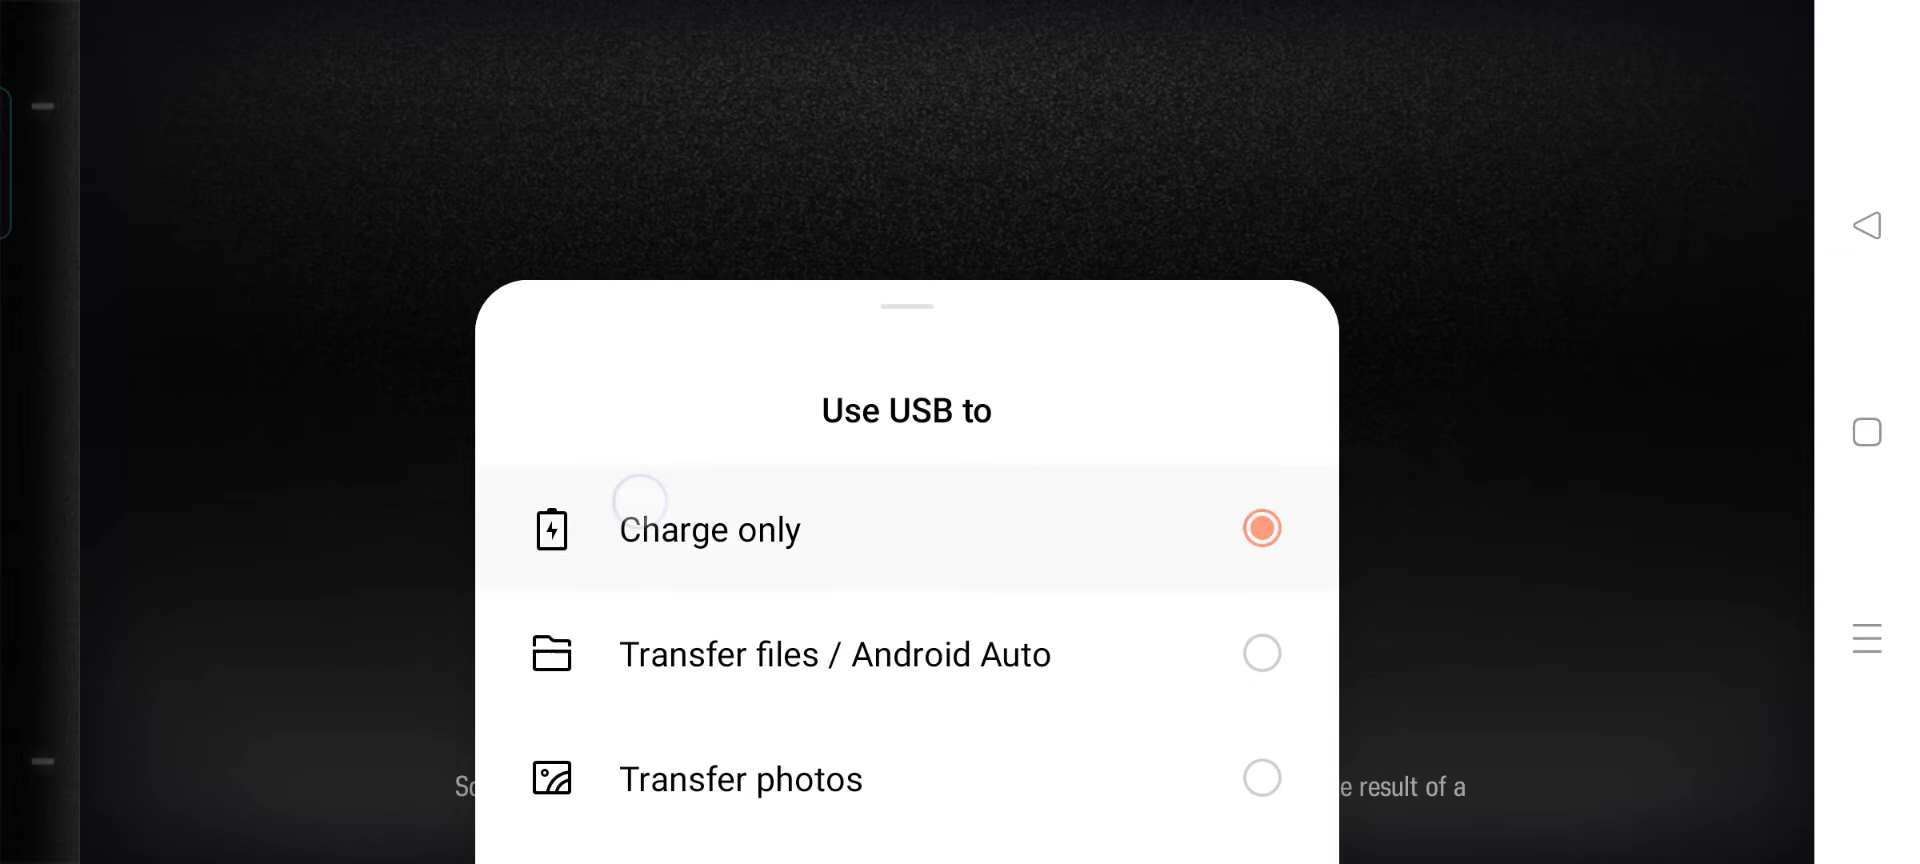 Use USB to
Charge only
Transfer files / Android Auto
Transfer photos
e result of a